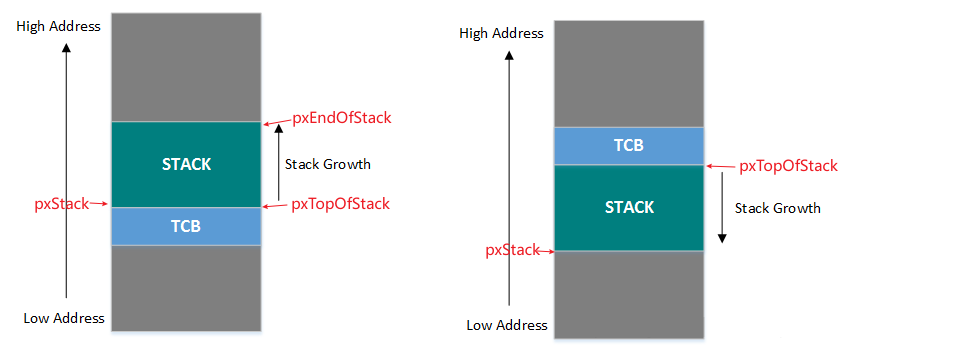 High Address
pxEndOfStack
STACK
Stack Growth
pxStack
pxTopOfStack
TCB
Low Address
High Address
TCB
pxTopOfStack
STACK
Stack Growth
pxStack
Low Address